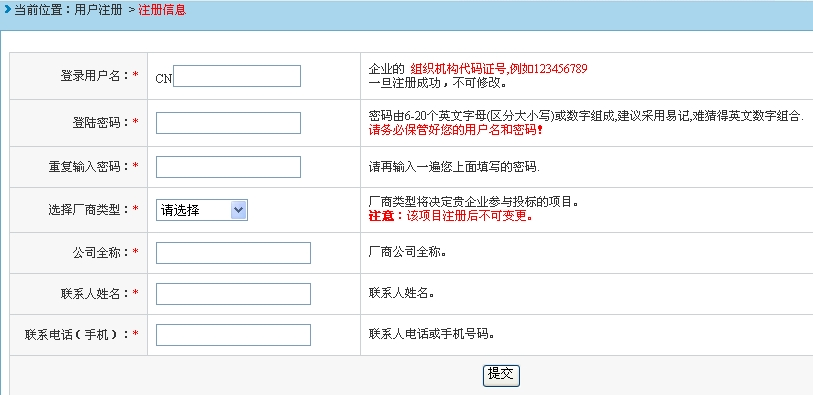 当前位置：用户注册 > 注册信息
登录用户名：* CN 企业的 组织机构代码证号,例如123456789
一旦注册成功，不可修改。
登陆密码：* 密码由6-20个英文字母(区分大小写)或数字组成,建议采用易记,难猜得英文数字组合.
请务必保管好您的用户名和密码!
重复输入密码：* 请再输入一遍您上面填写的密码.
选择厂商类型：* 请选择 厂商类型将决定贵企业参与投标的项目。
注意：该项目注册后不可变更。
公司全称：* 厂商公司全称。
联系人姓名：* 联系人姓名。
联系电话（手机）：* 联系人电话或手机号码。
提交